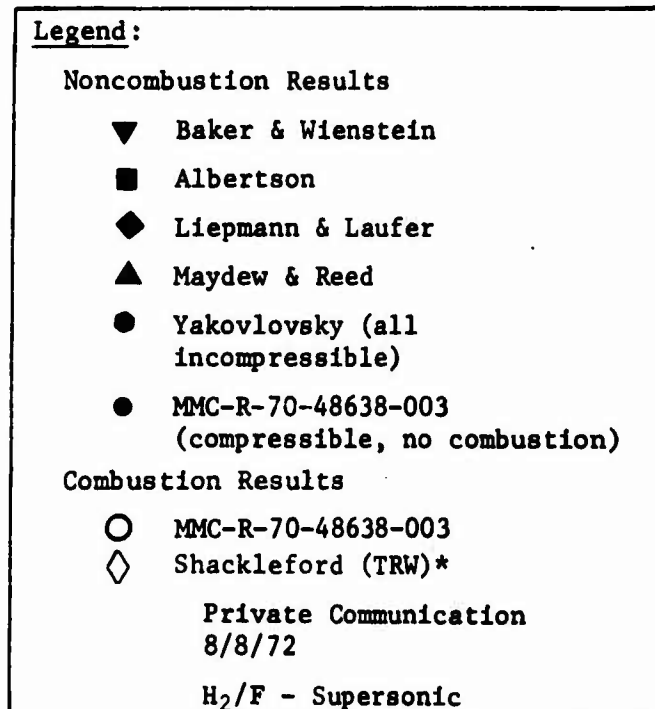 Legend:
Noncombustion Results
▼ Baker & Wienstein
■ Albertson
◆ Liepmann & Laufer
▲ Maydew & Reed
● Yakovlovsky (all
incompressible)
● MMC-R-70-48638-003
(compressible, no combustion)
Combustion Results
○ MMC-R-70-48638-003
◇ Shackleford (TRW)*
Private Communication
8/8/72
H₂/F - Supersonic